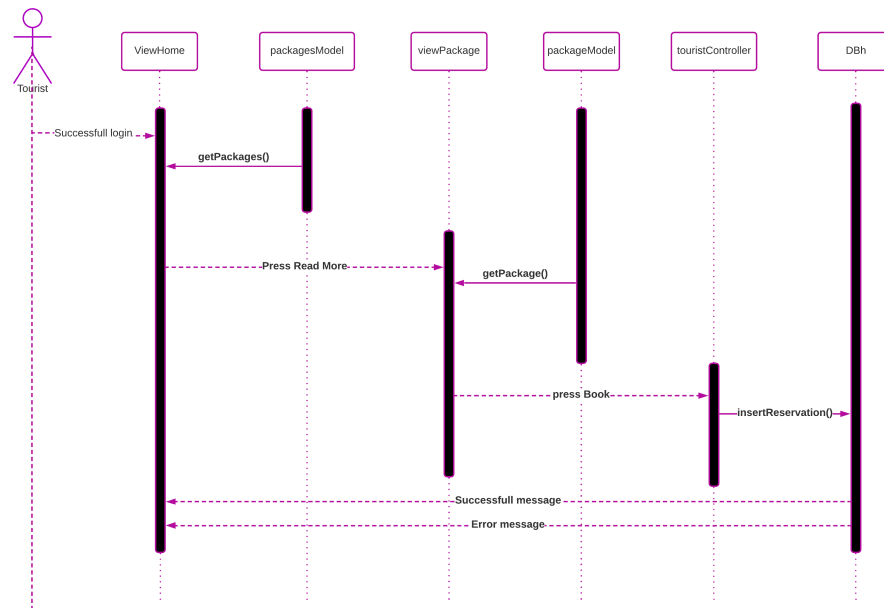 ViewHome
packagesModel
viewPackage
packageModel
touristController
DBh
Tourist
Successfull login
getPackages()
Press Read More
getPackage()
press Book
insertReservation()
Successfull message
Error message